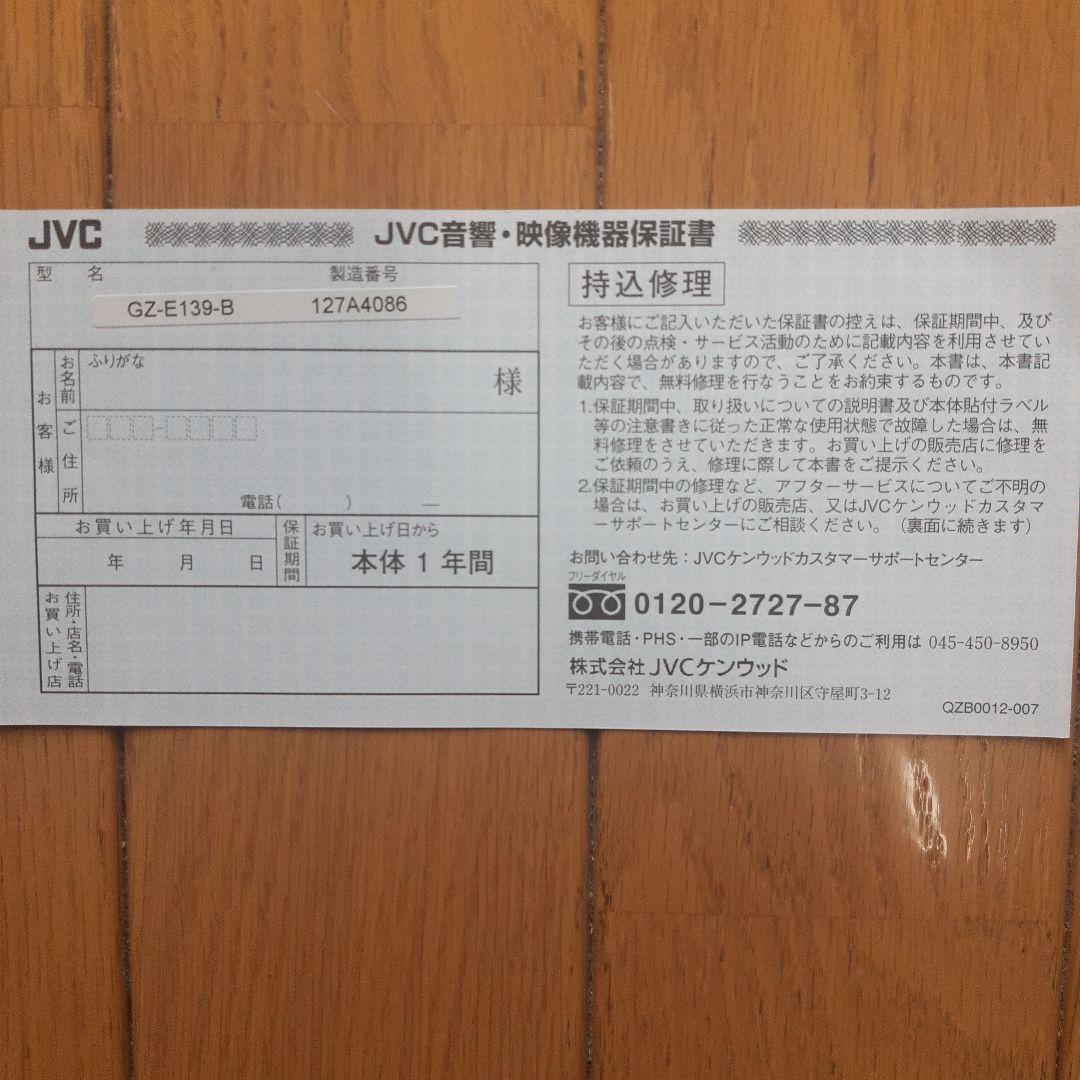 JVC JVC音響・映像機器保証書
型 名 製造番号
GZ-E139-B 127A4086
お客様
お名前
ふりがな
様
ご住所
電話( ) —
お買い上げ年月日
年 月 日
保証期間
お買い上げ日から
本体1年間
お買い上げ店
住所・店名・電話
持込修理
お客様にご記入いただいた保証書の控えは、保証期間中、及び
その後の点検・サービス活動のために記載内容を利用させてい
ただく場合がありますので、ご了承ください。本書は、本書記
載内容で、無料修理を行なうことをお約束するものです。
1.保証期間中、取り扱いについての説明書及び本体貼付ラベル
等の注意書きに従った正常な使用状態で故障した場合は、無
料修理をさせていただきます。お買い上げの販売店に修理を
ご依頼のうえ、修理に際して本書をご提示ください。
2.保証期間中の修理など、アフターサービスについてご不明の
場合は、お買い上げの販売店、又はJVCケンウッドカスタマ
ーサポートセンターにご相談ください。（裏面に続きます）
お問い合わせ先：JVCケンウッドカスタマーサポートセンター
フリーダイヤル
0120-2727-87
携帯電話・PHS・一部のIP電話などからのご利用は 045-450-8950
株式会社JVCケンウッド
〒221-0022 神奈川県横浜市神奈川区守屋町3-12
QZB0012-007